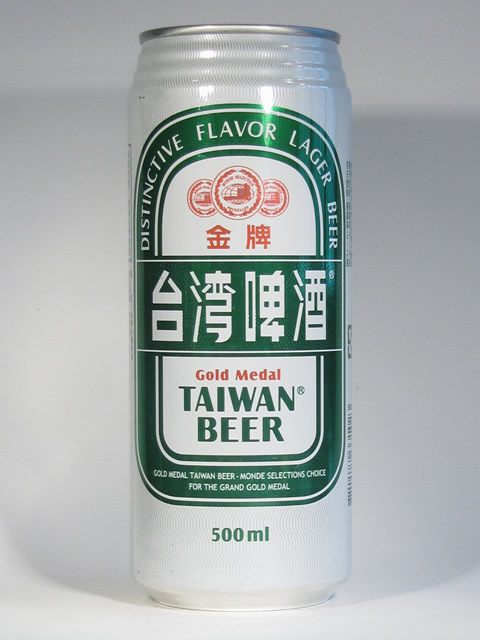 DISTINCTIVE FLAVOR LAGER BEER
金牌
台湾啤酒®
Gold Medal
TAIWAN®
BEER
GOLD MEDAL TAIWAN BEER-MONDE SELECTIONS CHOICE
FOR THE GRAND GOLD MEDAL
500ml